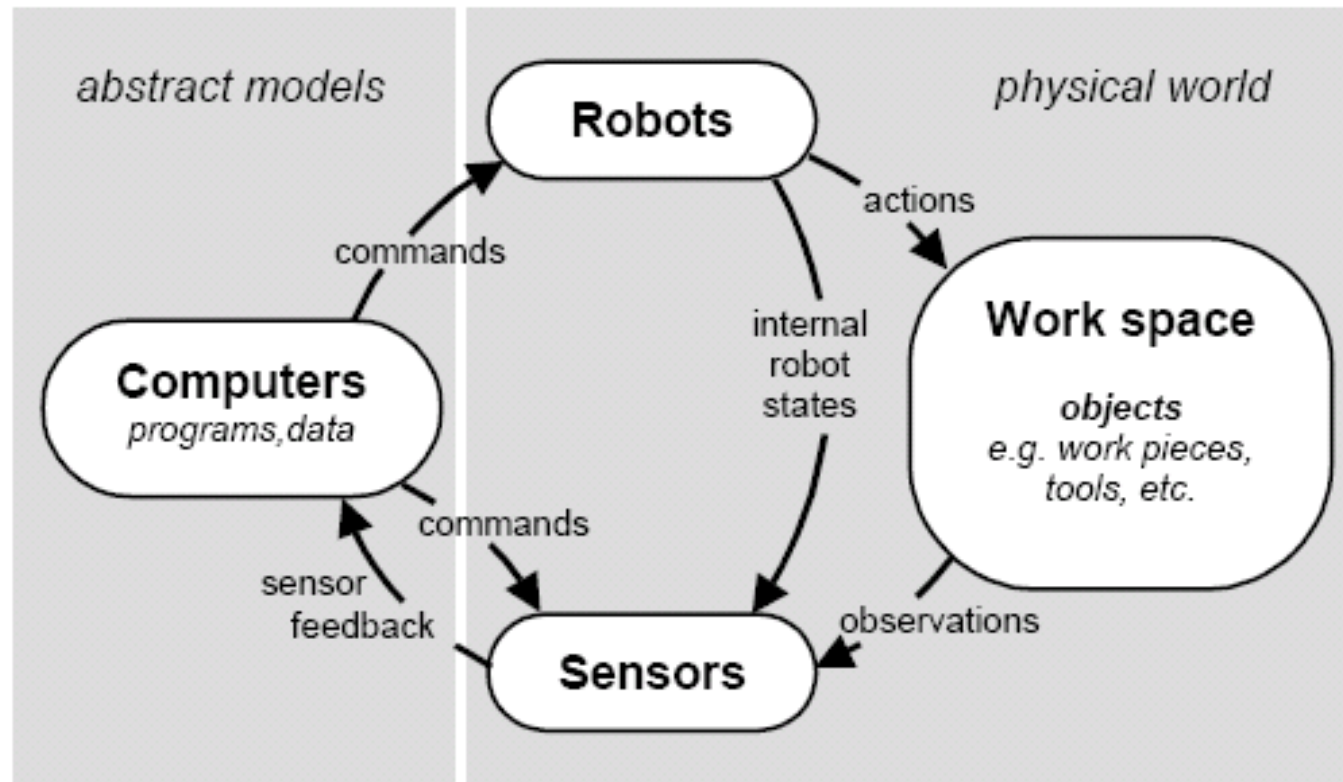 abstract models
physical world
Robots
actions
commands
Work space
internal
robot
states
Computers
programs,data
objects
e.g. work pieces,
tools, etc.
commands
sensor
feedback
observations
Sensors